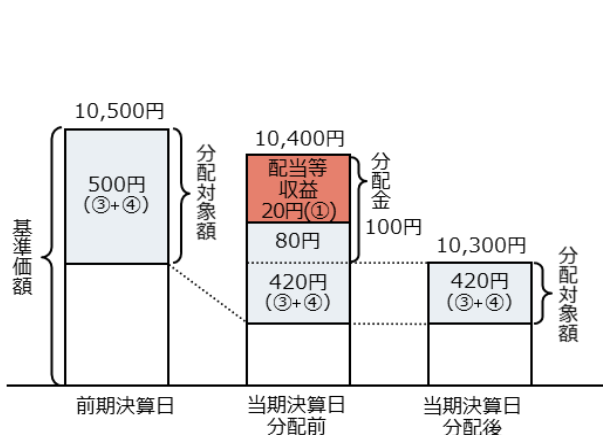 10,500円
500円
(③+④)
分配対象額
基準価額
前期決算日
10,400円
配当等
収益
20円(①)
80円
420円
(③+④)
分配金
100円
当期決算日
分配前
10,300円
420円
(③+④)
分配対象額
当期決算日
分配後